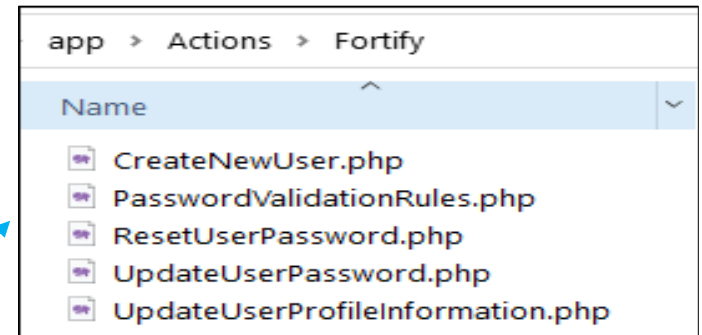 app > Actions > Fortify
Name
CreateNewUser.php
PasswordValidationRules.php
ResetUserPassword.php
UpdateUserPassword.php
UpdateUserProfileInformation.php